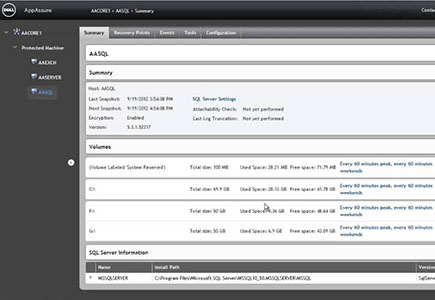 DELL AppAssure AACORE1 > AASQL > Summary
AACORE1
Protected Machine
AAEXCH
AASERVER
AASQL
Summary Recovery Points Events Tools Configuration
AASQL
Summary
Host: AASQL
Last Snapshot: 9/19/2012 3:54:08 PM SQL Server Settings
Next Snapshot: 9/19/2012 4:54:08 PM Attachability Check: Not yet performed
Encryption: Enabled Last Log Truncation: Not yet performed
Version: 5.3.1.52317
Volumes
(Volume Labeled 'System Reserved') Total size: 100 MB Used Space: 28.21 MB Free space: 71.79 MB Every 60 minutes peak, every 60 minutes
weekends
C:\ Total size: 69.9 GB Used Space: 28.12 GB Free space: 41.78 GB Every 60 minutes peak, every 60 minutes
weekends
F:\ Total size: 50 GB Used Space: 1.36 GB Free space: 48.64 GB Every 60 minutes peak, every 60 minutes
weekends
G:\ Total size: 50 GB Used Space: 6.9 GB Free space: 43.09 GB Every 60 minutes peak, every 60 minutes
weekends
SQL Server Information
Name Install Path Version
MSSQLSERVER C:\Program Files\Microsoft SQL Server\MSSQL10_50.MSSQLSERVER\MSSQL